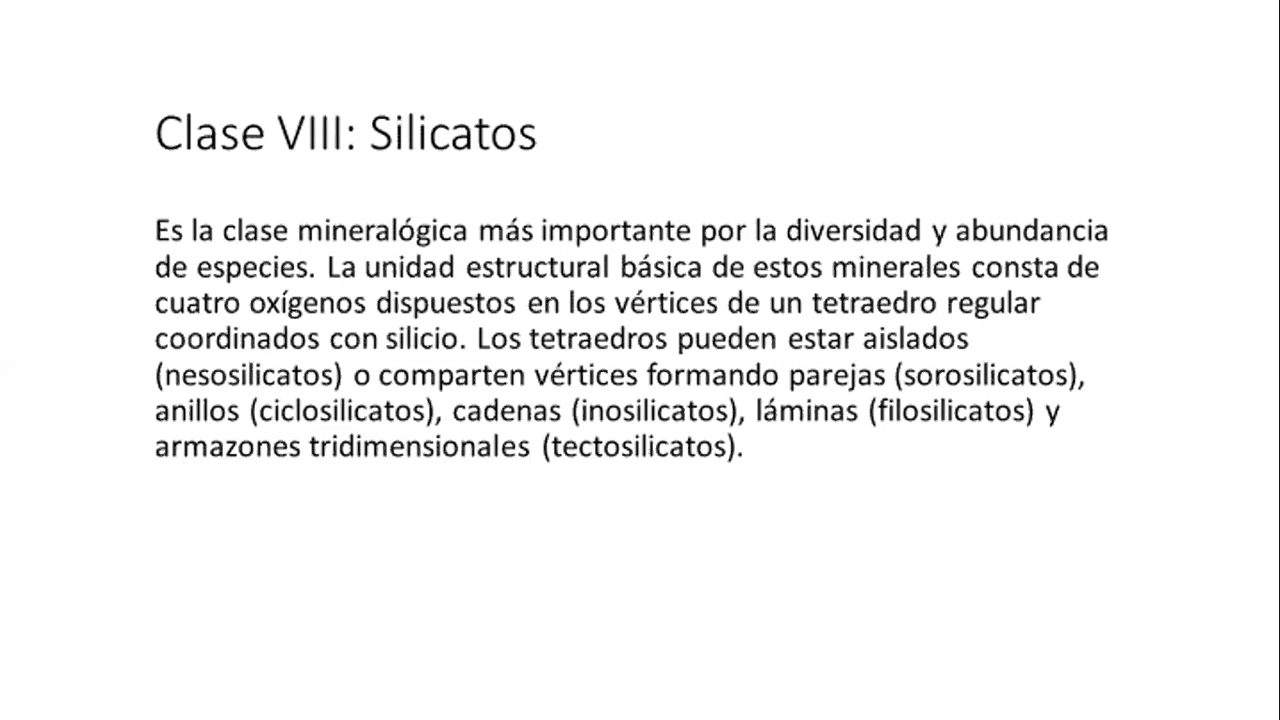 Clase VIII: Silicatos
Es la clase mineralógica más importante por la diversidad y abundancia
de especies. La unidad estructural básica de estos minerales consta de
cuatro oxígenos dispuestos en los vértices de un tetraedro regular
coordinados con silicio. Los tetraedros pueden estar aislados
(nesosilicatos) o comparten vértices formando parejas (sorosilicatos),
anillos (ciclosilicatos), cadenas (inosilicatos), láminas (filosilicatos) y
armazones tridimensionales (tectosilicatos).